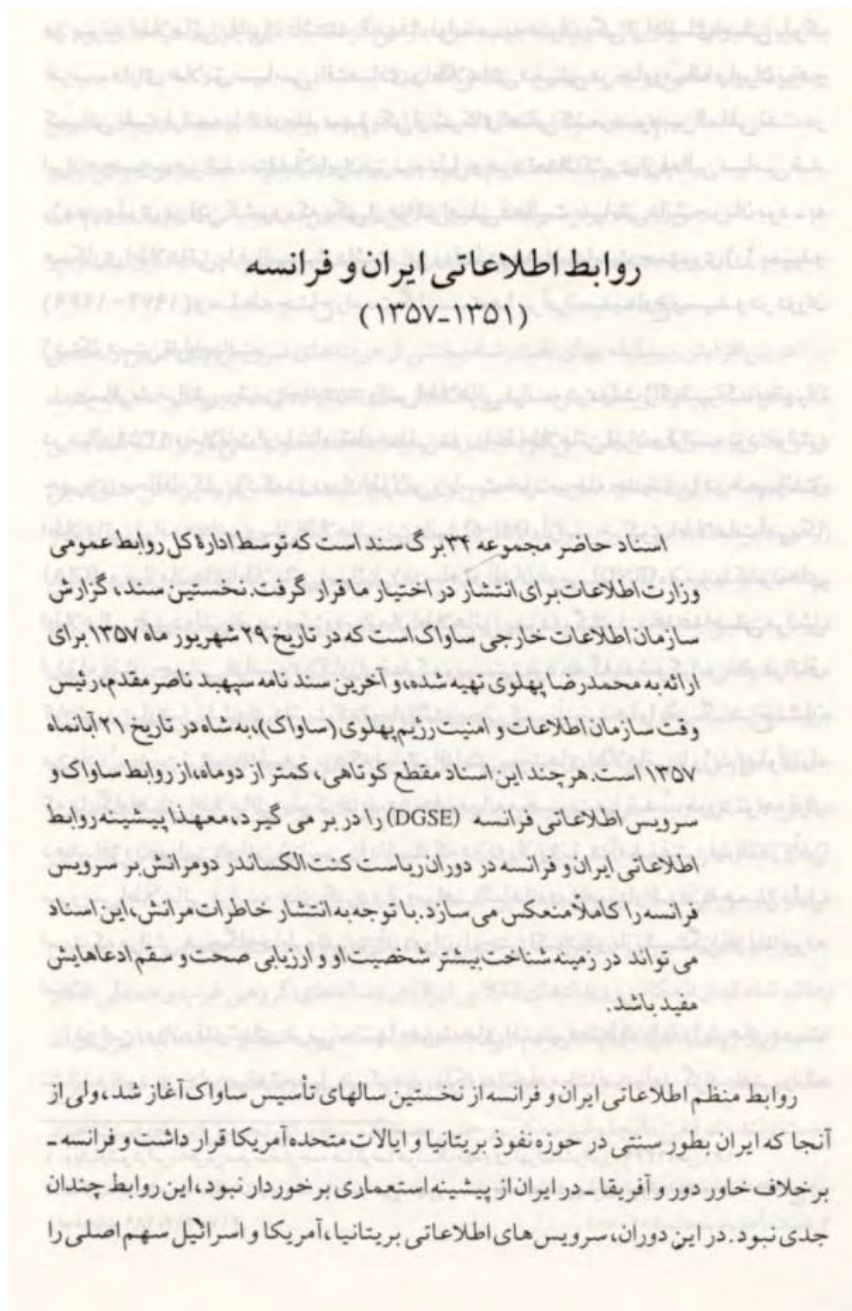 روابط اطلاعاتی ایران و فرانسه
(۱۳۵۱-۱۳۵۷)
اسناد حاضر مجموعه ۳۲ برگ سند است که توسط ادارهٔ کل روابط عمومی
وزارت اطلاعات برای انتشار در اختیار ما قرار گرفت. نخستین سند، گزارش
سازمان اطلاعات خارجی ساواک است که در تاریخ ۲۹ شهریور ماه ۱۳۵۷ برای
ارائه به محمدرضا پهلوی تهیه شده، و آخرین سند نامه سپهبد ناصر مقدم، رئیس
وقت سازمان اطلاعات و امنیت رژیم پهلوی (ساواک)، به شاه در تاریخ ۲۱ آبانماه
۱۳۵۷ است. هر چند این اسناد مقطع کوتاهی، کمتر از دو ماه، از روابط ساواک و
سرویس اطلاعاتی فرانسه (DGSE) را در بر می گیرد، معهذا پیشینه روابط
اطلاعاتی ایران و فرانسه در دوران ریاست کنت الکساندر دومرانش بر سرویس
فرانسه را کاملاً منعکس می سازد. با توجه به انتشار خاطرات مرانش، این اسناد
می تواند در زمینه شناخت بیشتر شخصیت او و ارزیابی صحت و سقم ادعاهایش
مفید باشد.
روابط منظم اطلاعاتی ایران و فرانسه از نخستین سالهای تأسیس ساواک آغاز شد، ولی از
آنجا که ایران بطور سنتی در حوزه نفوذ بریتانیا و ایالات متحده آمریکا قرار داشت و فرانسه -
برخلاف خاور دور و آفریقا - در ایران از پیشینه استعماری برخوردار نبود، این روابط چندان
جدی نبود. در این دوران، سرویس های اطلاعاتی بریتانیا، آمریکا و اسرائیل سهم اصلی را